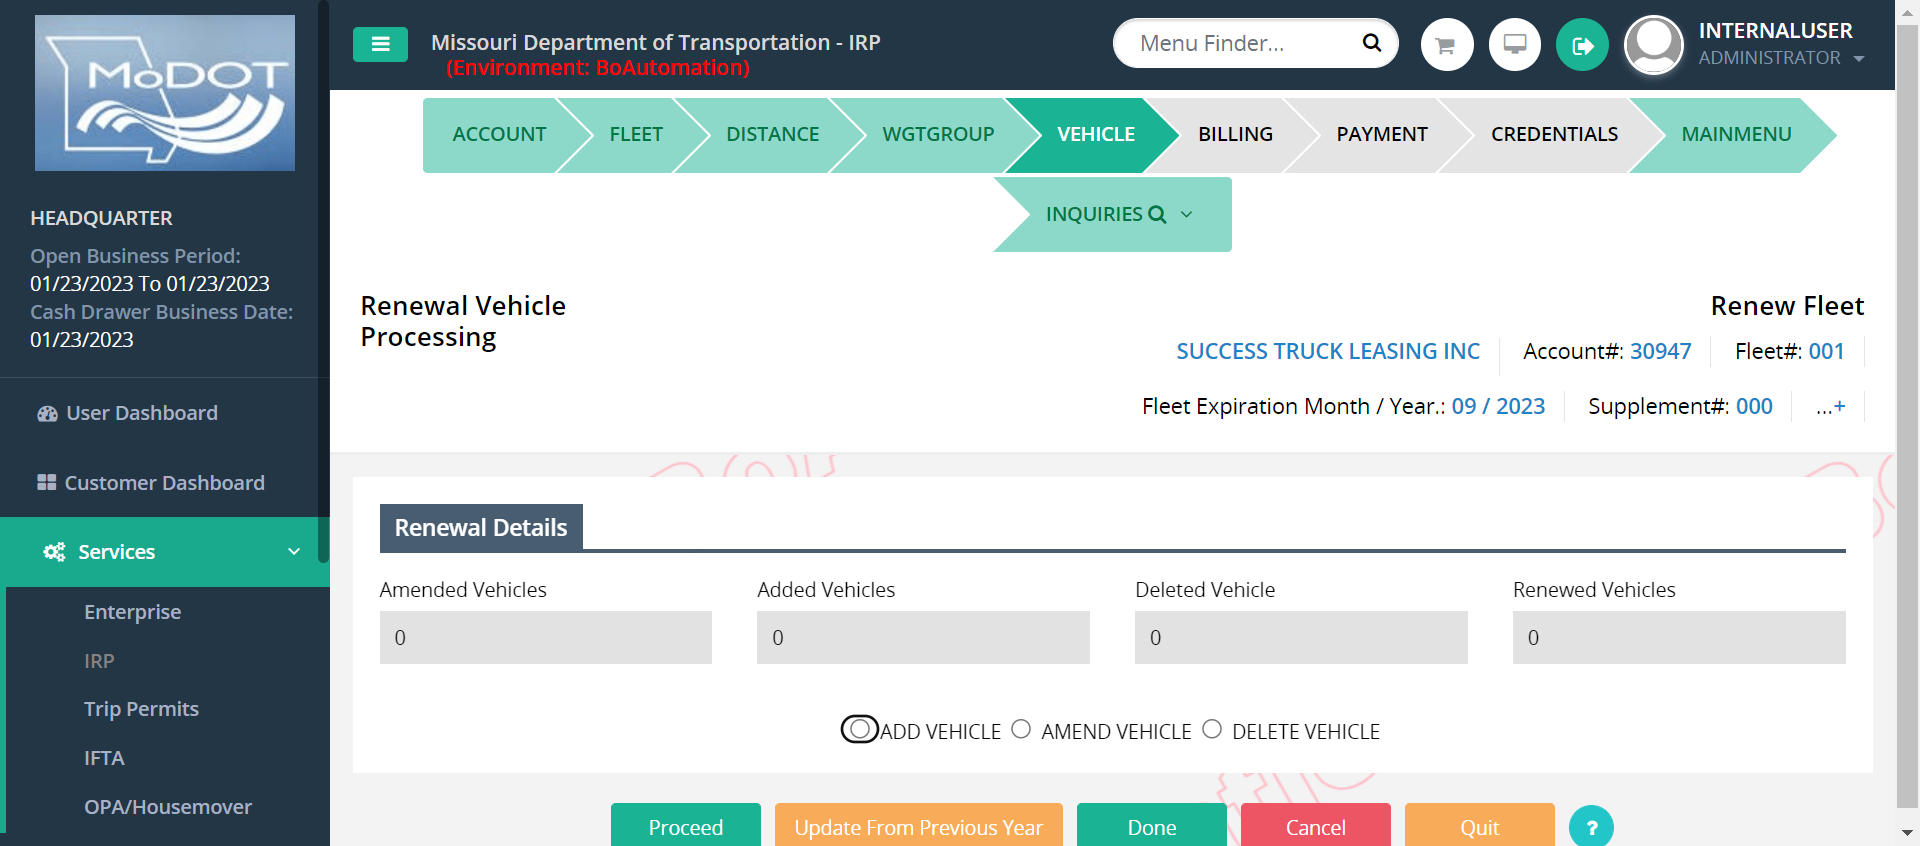 MODOT
HEADQUARTER
Open Business Period:
01/23/2023 To 01/23/2023
Cash Drawer Business Date:
01/23/2023
User Dashboard
Customer Dashboard
Services
Enterprise
IRP
Trip Permits
IFTA
OPA/Housemover
Missouri Department of Transportation - IRP
(Environment: BoAutomation)
Menu Finder...
INTERNALUSER
ADMINISTRATOR
ACCOUNT FLEET DISTANCE WGTGROUP VEHICLE BILLING PAYMENT CREDENTIALS MAINMENU
INQUIRIES
Renewal Vehicle
Processing
Renew Fleet
SUCCESS TRUCK LEASING INC Account#: 30947 Fleet#: 001
Fleet Expiration Month / Year.: 09 / 2023 Supplement#: 000 ...+
Renewal Details
Amended Vehicles Added Vehicles Deleted Vehicle Renewed Vehicles
0 0 0 0
ADD VEHICLE AMEND VEHICLE DELETE VEHICLE
Proceed Update From Previous Year Done Cancel Quit ?